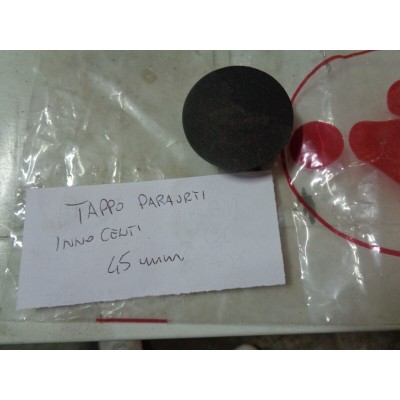 TAPPO PARAURTI
INNOCENTI
45 mm